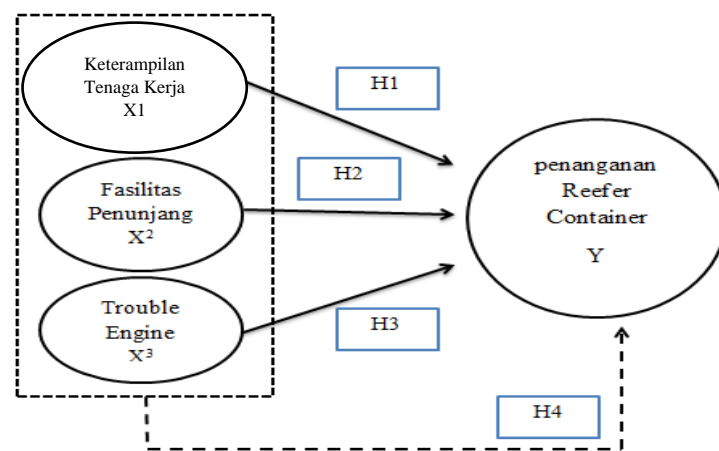 Keterampilan
Tenaga Kerja
X1
H1
H2
Fasilitas
Penunjang
X²
penanganan
Reefer
Container
Y
Trouble
Engine
X³
H3
H4